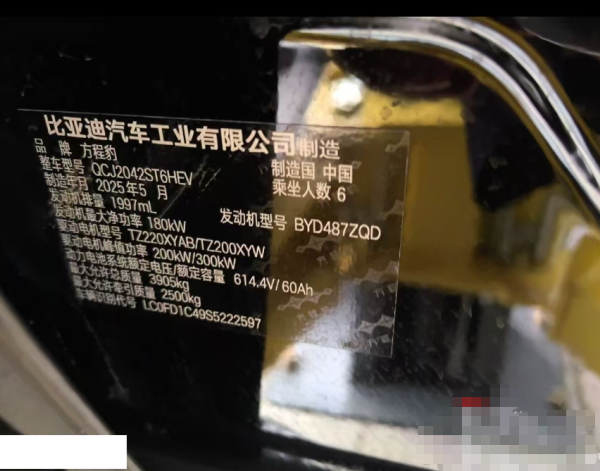 比亚迪汽车工业有限公司制造
品 牌 方程豹 制造国 中国
整车型号 QCJ2042ST6HEV 乘坐人数 6
制造年月 2025年5月
发动机排量 1997mL 发动机型号 BYD487ZQD
发动机最大净功率 180kW
驱动电机型号 TZ220XYAB/TZ200XYW
驱动电机峰值功率 200kW/300kW
动力电池系统额定电压/额定容量 614.4V/60Ah
最大允许总质量 3905kg
最大允许牵引质量 2500kg
车辆识别代号 LC0FD1C49S5222597